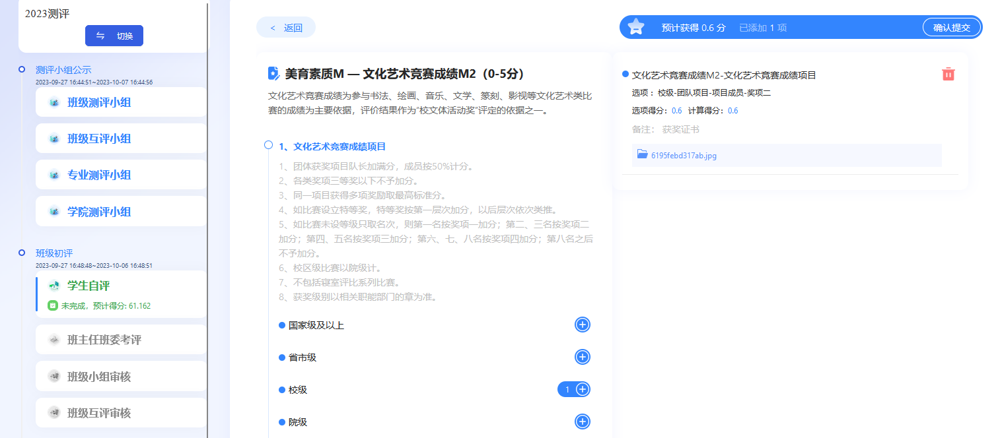 2023测评
切换
测评小组公示
2023-09-27 16:44:51~2023-10-07 16:44:56
班级测评小组
班级互评小组
专业测评小组
学院测评小组
班级初评
2023-09-27 16:48:48~2023-10-06 16:48:51
学生自评
未完成，预计得分: 61.162
班主任班委考评
班级小组审核
班级互评审核
< 返回
预计获得 0.6 分 已添加 1 项
确认提交
美育素质M — 文化艺术竞赛成绩M2（0-5分）
文化艺术竞赛成绩为参与书法、绘画、音乐、文学、篆刻、影视等文化艺术类比
赛的成绩为主要依据，评价结果作为“校文体活动奖”评定的依据之一。
1、文化艺术竞赛成绩项目
1、团体获奖项目队长加满分，成员按50%计分。
2、各类奖项三等奖以下不予加分。
3、同一项目获得多项奖励取最高标准分。
4、如比赛设立特等奖，特等奖按第一层次加分，以后层次依次类推。
5、如比赛未设等级只取名次，则第一名按奖项一加分；第二、三名按奖项二
加分；第四、五名按奖项三加分；第六、七、八名按奖项四加分；第八名之后
不予加分。
6、校区级比赛以院级计。
7、不包括寝室评比系列比赛。
8、获奖级别以相关职能部门的章为准。
国家级及以上
省市级
校级
1
院级
文化艺术竞赛成绩M2-文化艺术竞赛成绩项目
选项： 校级-团队项目-项目成员-奖项二
选项得分： 0.6 计算得分： 0.6
备注： 获奖证书
6195febd317ab.jpg